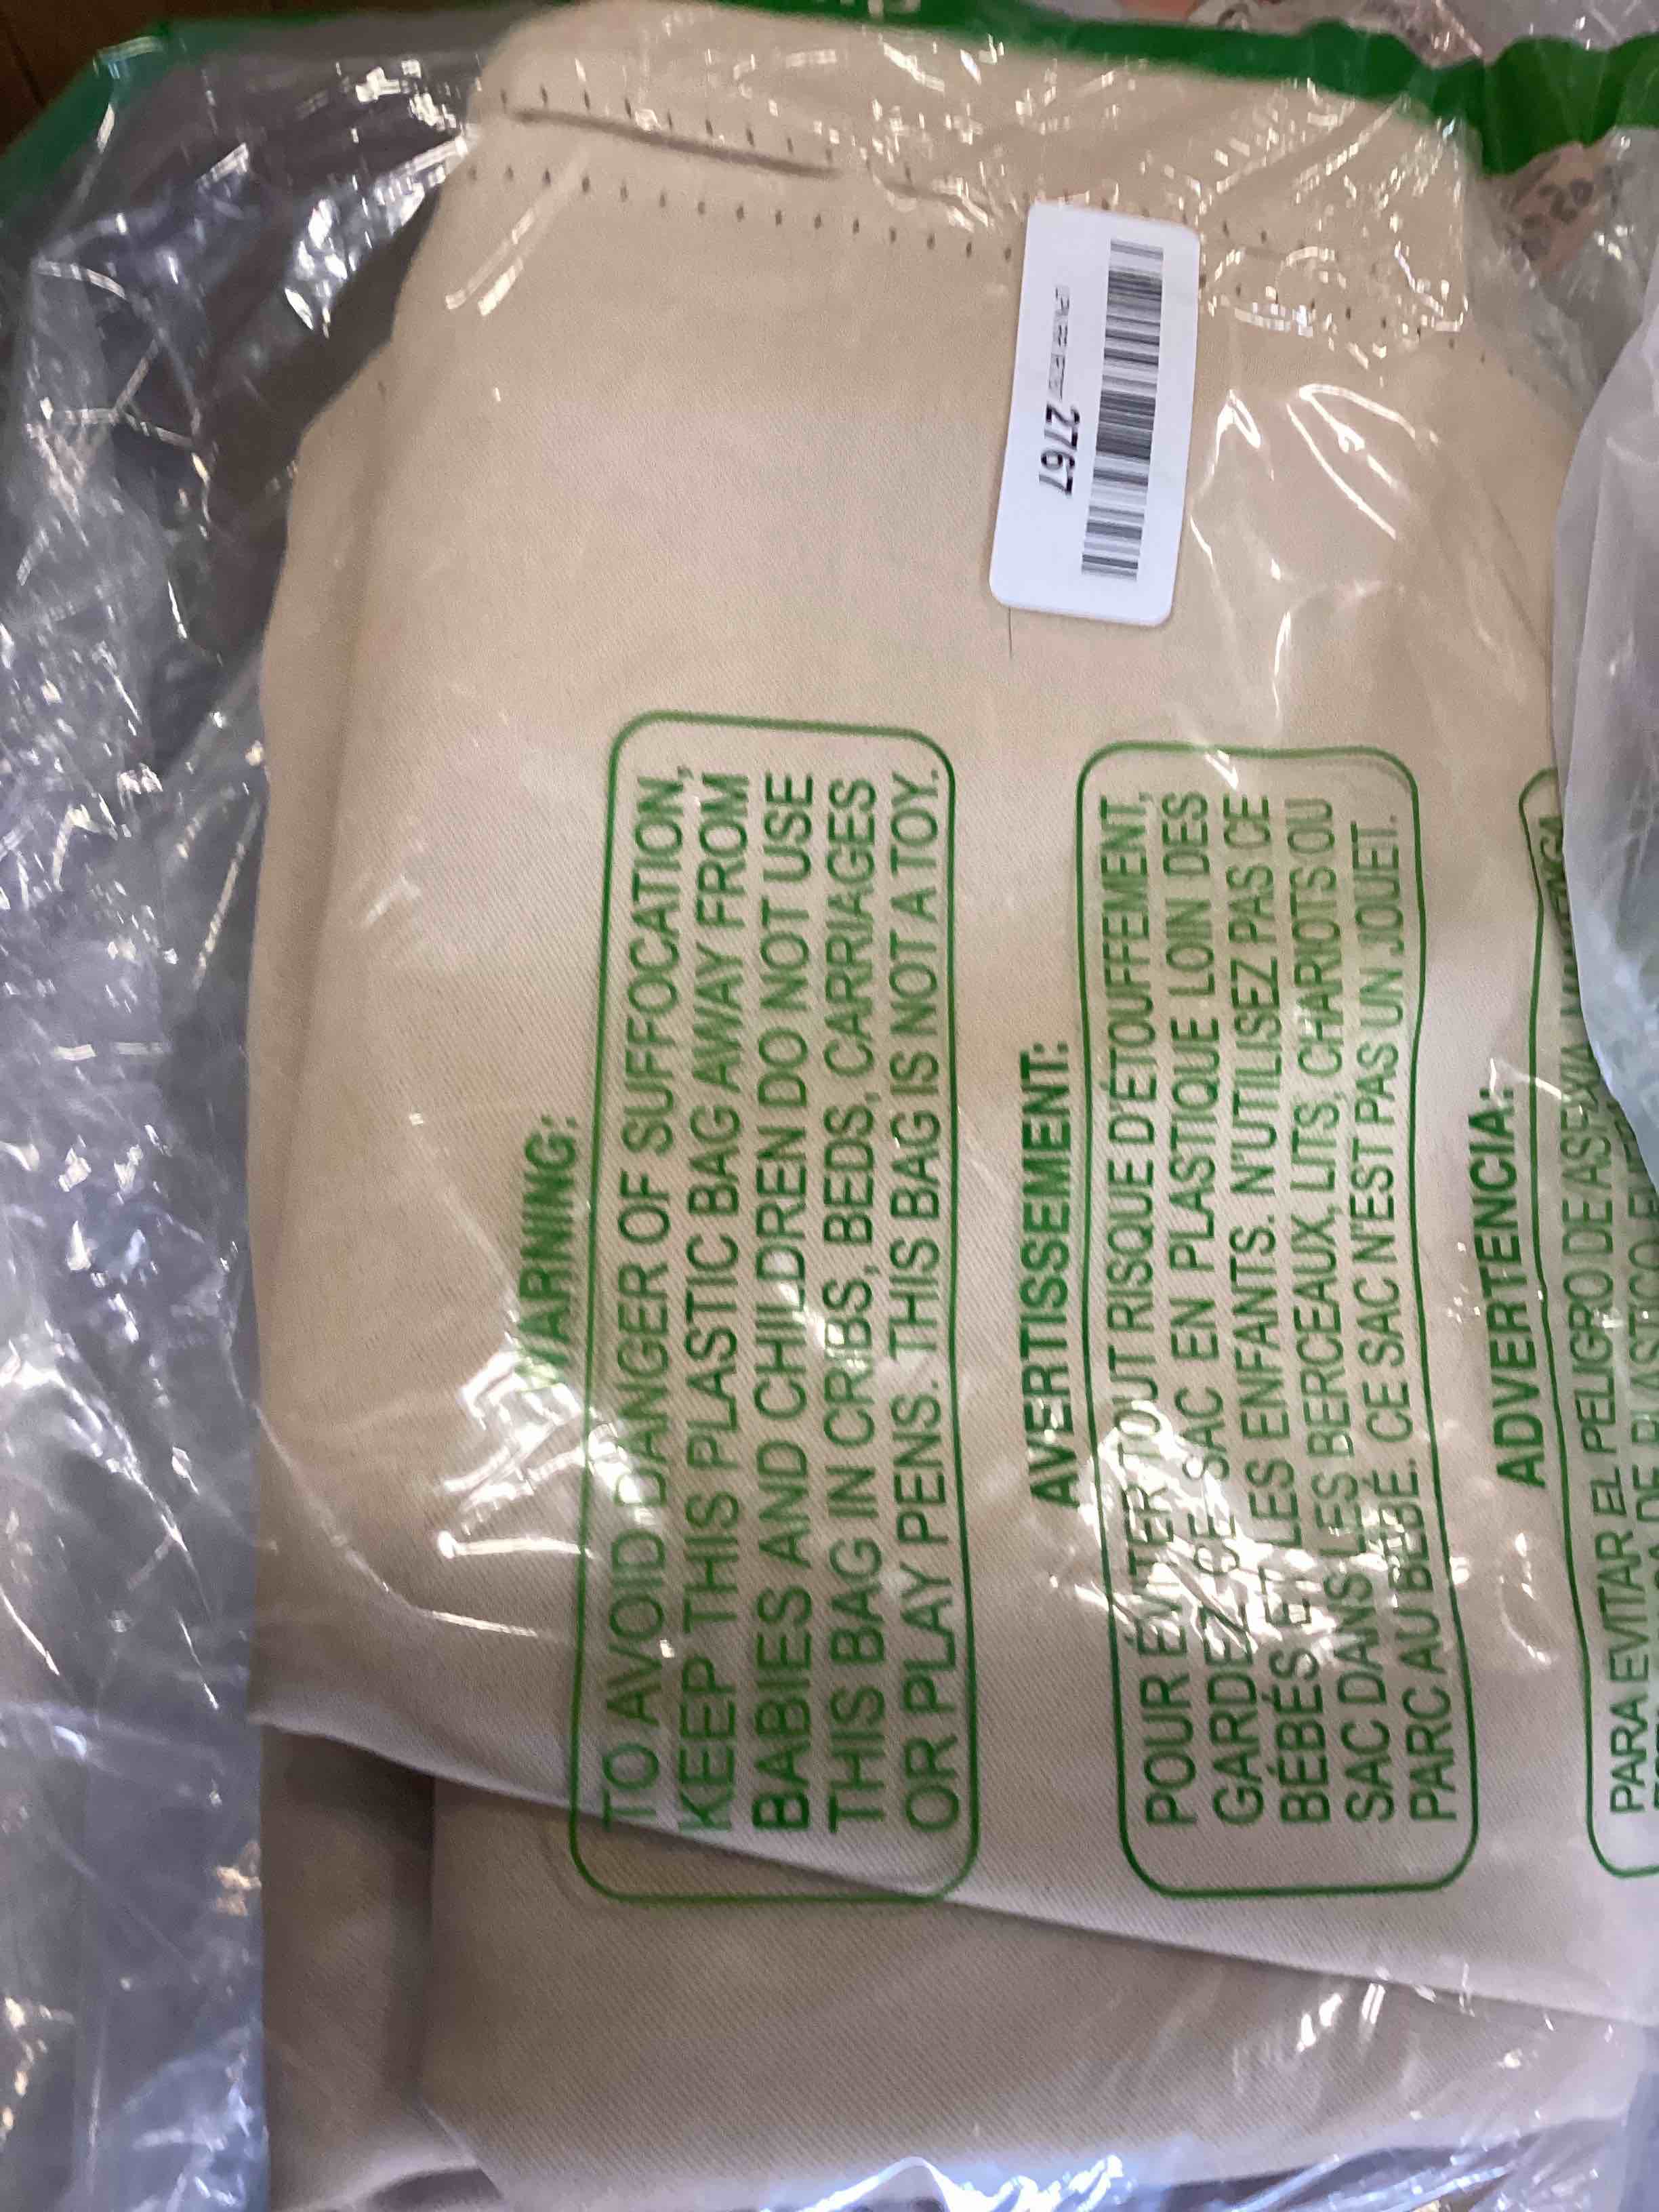 2767
WARNING:
TO AVOID DANGER OF SUFFOCATION,
KEEP THIS PLASTIC BAG AWAY FROM
BABIES AND CHILDREN DO NOT USE
THIS BAG IN CRIBS, BEDS, CARRIAGES
OR PLAY PENS. THIS BAG IS NOT A TOY.
AVERTISSEMENT:
POUR ÉVITER TOUT RISQUE D'ÉTOUFFEMENT,
GARDEZ CE SAC EN PLASTIQUE LOIN DES
BÉBÉS ET LES ENFANTS. N'UTILISEZ PAS CE
SAC DANS LES BERCEAUX, LITS, CHARIOTS OU
PARC AU BÉBÉ. CE SAC N'EST PAS UN JOUET.
ADVERTENCIA:
PARA EVITAR EL PELIGRO DE ASFIXIA,
DE PLASTICO